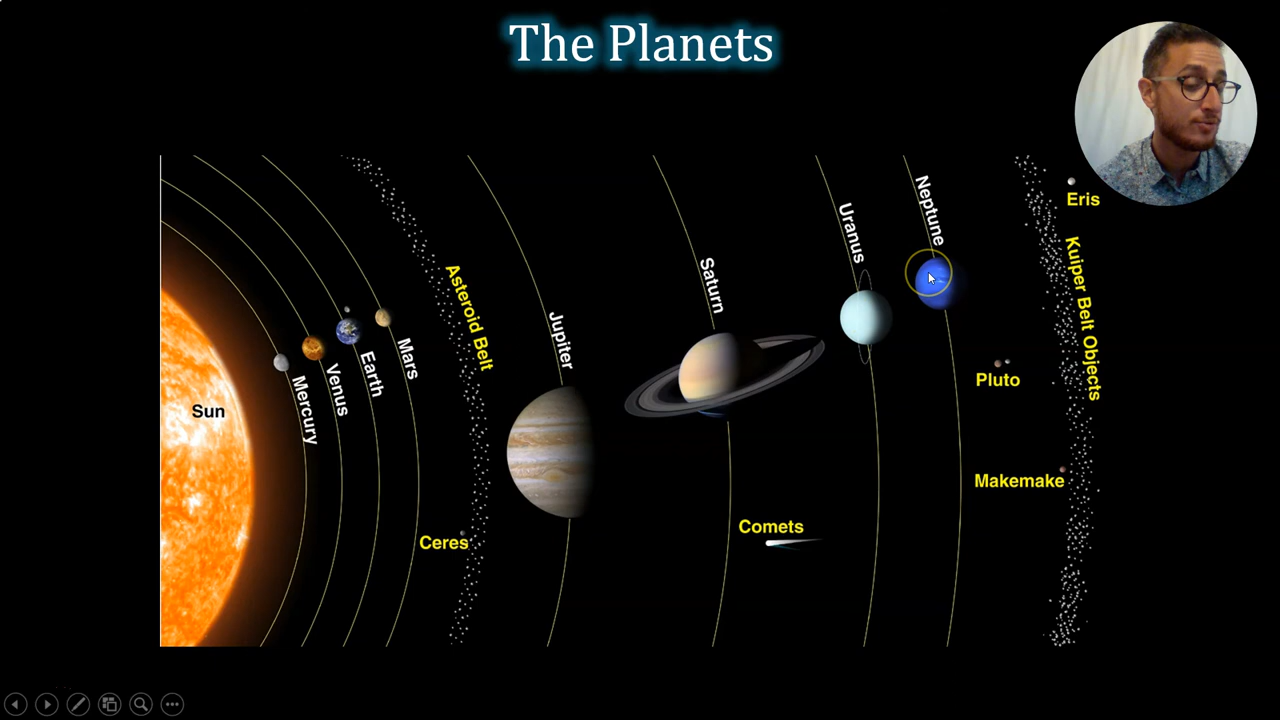 The Planets
Sun
Mercury
Venus
Earth
Mars
Asteroid Belt
Ceres
Jupiter
Saturn
Comets
Uranus
Neptune
Pluto
Makemake
Eris
Kuiper Belt Objects